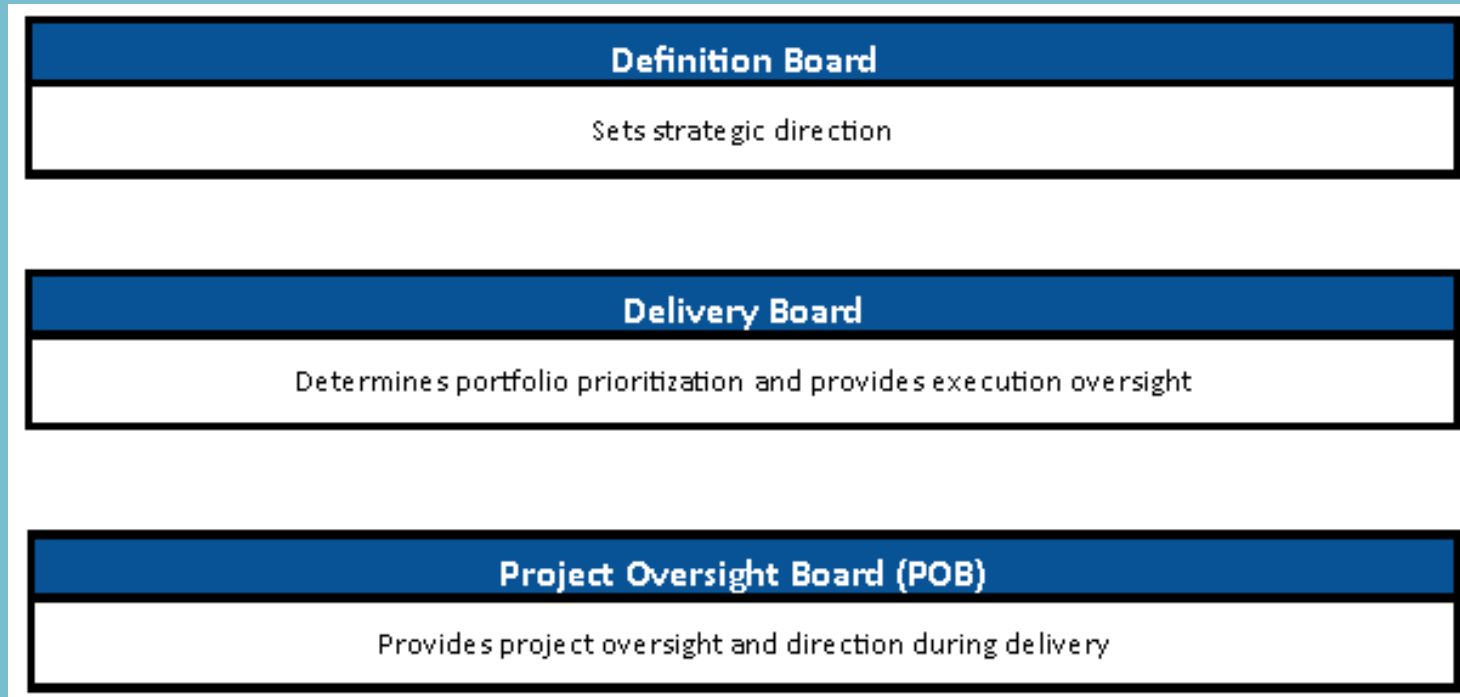 Definition Board
Sets strategic direction
Delivery Board
Determines portfolio prioritization and provides execution oversight
Project Oversight Board (POB)
Provides project oversight and direction during delivery